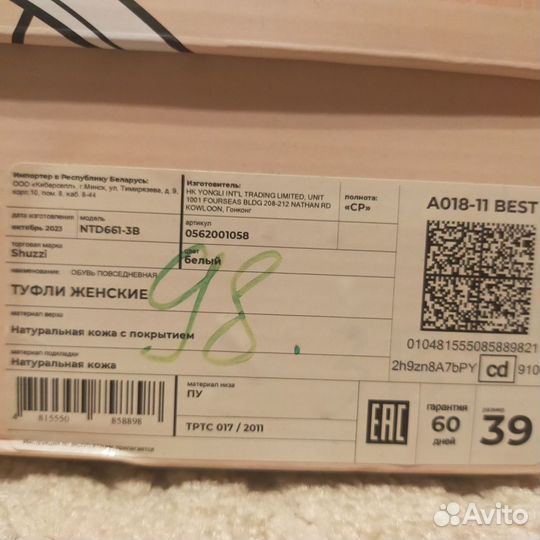 Импортер в Республику Беларусь:
ООО «Киберселл», г.Минск, ул. Тимирязева, д. 9,
корп. 10, пом. 8. каб. 8-44
дата изготовления
октябрь 2023
модель
NTD661-3B
торговая марка
Shuzzi
наименование: ОБУВЬ ПОВСЕДНЕВНАЯ
ТУФЛИ ЖЕНСКИЕ
материал верха
Натуральная кожа с покрытием
материал подкладки
Натуральная кожа
4 815550 858898
Изготовитель:
HK YONGLI INT'L TRADING LIMITED, UNIT
1001 FOURSEAS BLDG 208-212 NATHAN RD
KOWLOON, Гонконг
полнота:
«СР»
артикул
0562001058
цвет
белый
98.
материал низа
ПУ
ТРТС 017 / 2011
A018-11 BEST
010481555085889821
2h9zn8A7bPY cd 910
EAC
гарантия
60
дней
размер
39
Avito